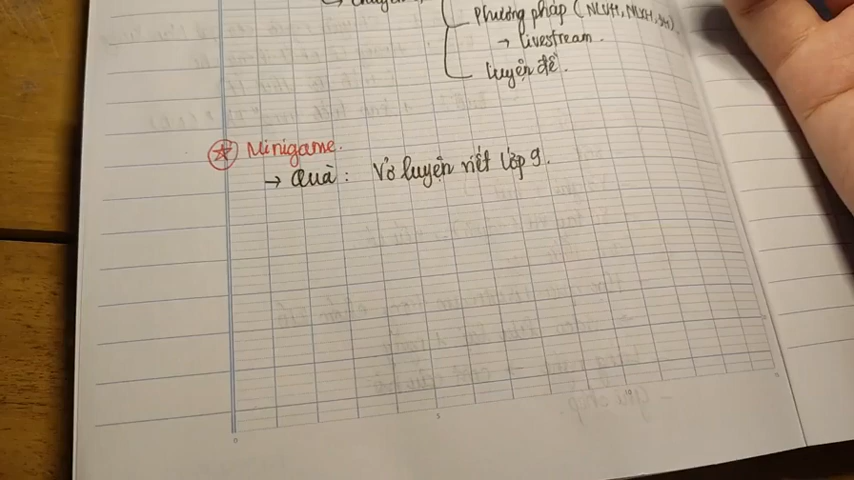 Phương pháp (NLVH, NLXH,
→ livestream.
luyện đề.
Minigame.
→ Quà: Vở luyện viết lớp 9.